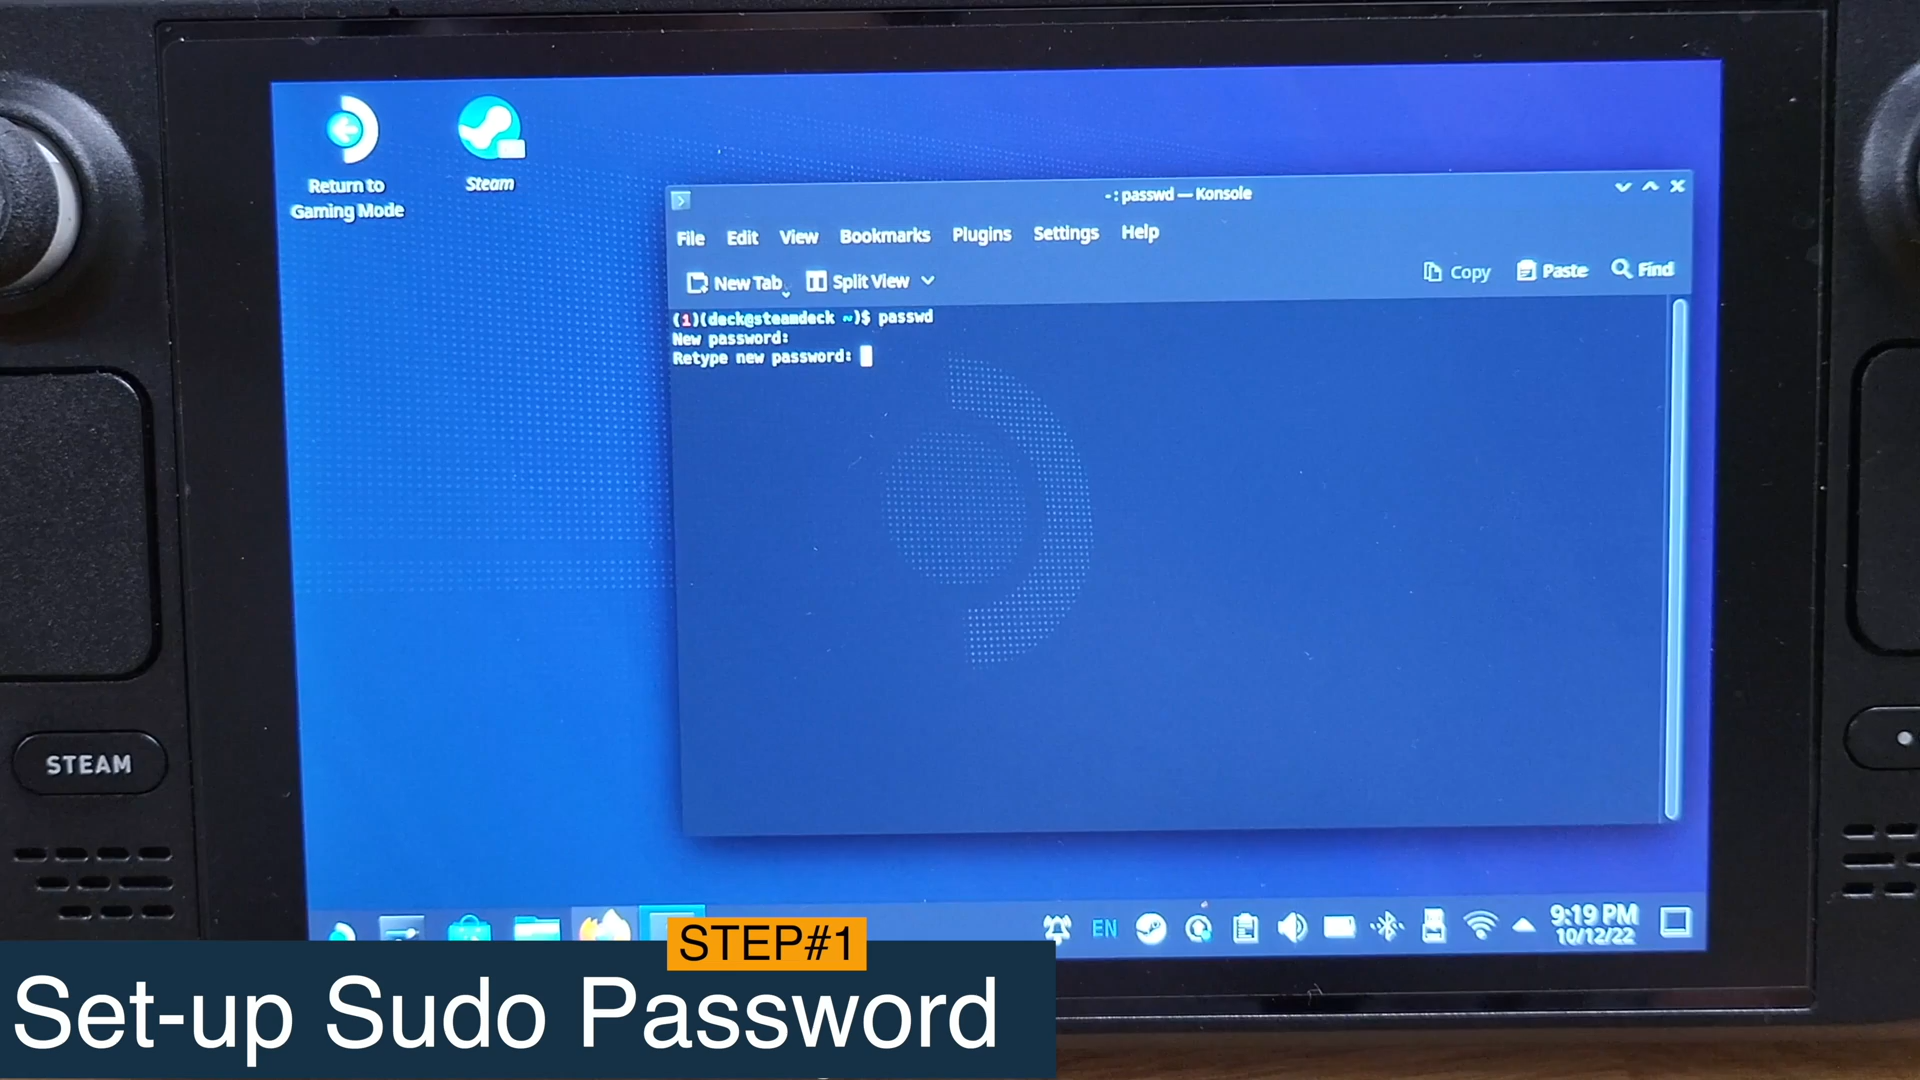 Return to
Gaming Mode
Steam
~ : passwd — Konsole
File Edit View Bookmarks Plugins Settings Help
New Tab Split View Copy Paste Find
(1)(deck@steamdeck ~)$ passwd
New password:
Retype new password:
STEAM
EN
9:19 PM
10/12/22
STEP#1
Set-up Sudo Password